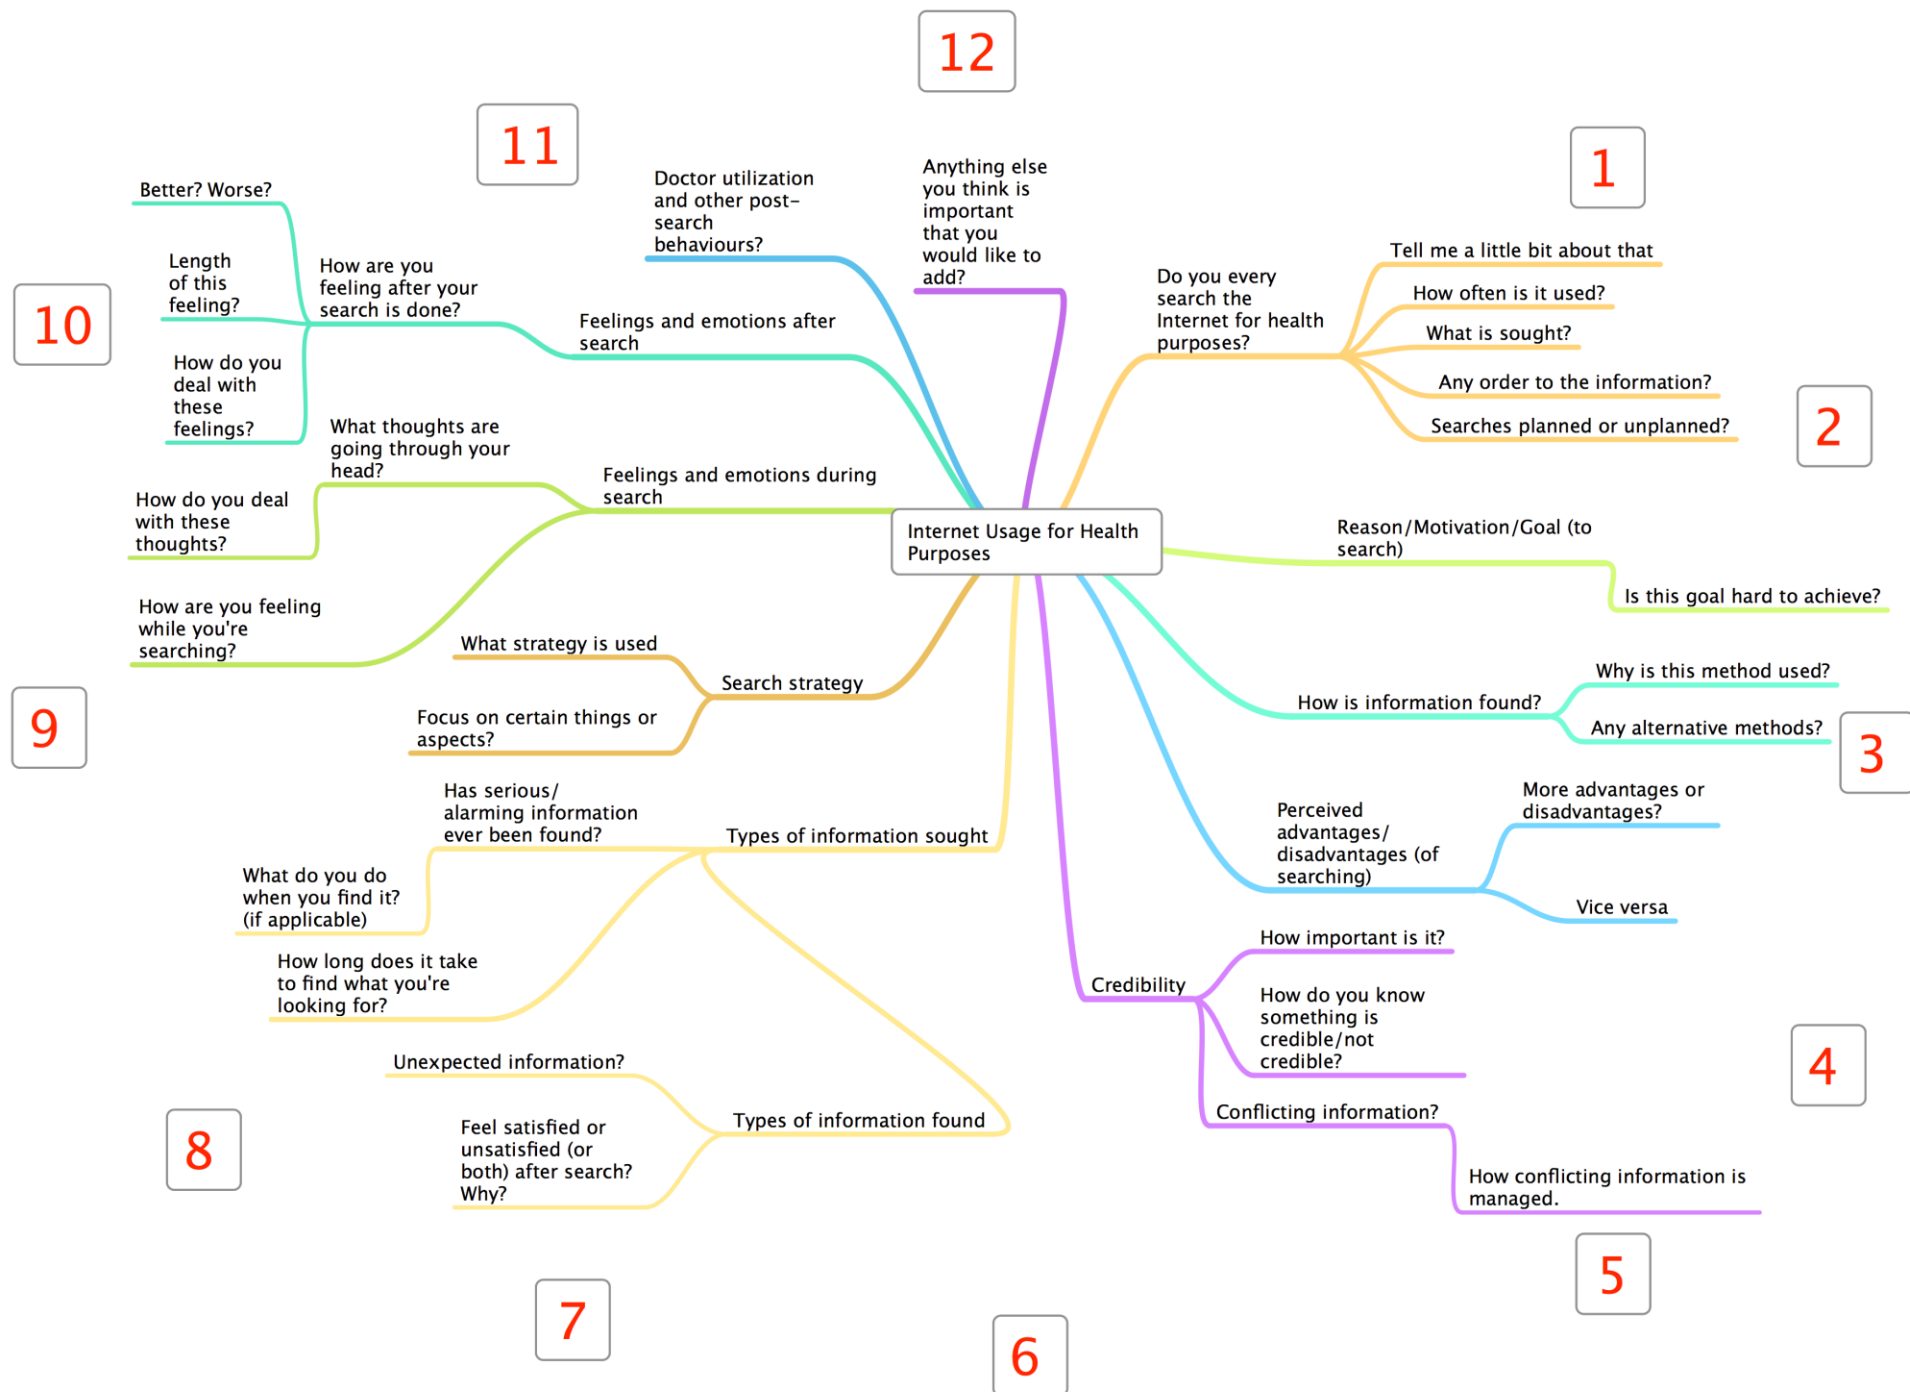 12
11
1
Anything else
you think is
important
that you
would like to
add?
Doctor utilization
and other post-
search
behaviours?
Better? Worse?
Length
of this
feeling?
How do you
deal with
these
feelings?
How are you
feeling after your
search is done?
Feelings and emotions after
search
10
Do you every
search the
Internet for health
purposes?
Tell me a little bit about that
How often is it used?
What is sought?
Any order to the information?
Searches planned or unplanned?
2
What thoughts are
going through your
head?
How do you deal
with these
thoughts?
Feelings and emotions during
search
How are you feeling
while you're
searching?
Internet Usage for Health
Purposes
Reason/Motivation/Goal (to
search)
Is this goal hard to achieve?
What strategy is used
Search strategy
Focus on certain things or
aspects?
9
How is information found?
Why is this method used?
Any alternative methods?
3
Has serious/
alarming information
ever been found?
Types of information sought
What do you do
when you find it?
(if applicable)
How long does it take
to find what you're
looking for?
Perceived
advantages/
disadvantages (of
searching)
More advantages or
disadvantages?
Vice versa
Credibility
How important is it?
How do you know
something is
credible/not
credible?
Conflicting information?
How conflicting information is
managed.
4
Unexpected information?
Types of information found
Feel satisfied or
unsatisfied (or
both) after search?
Why?
8
5
7
6